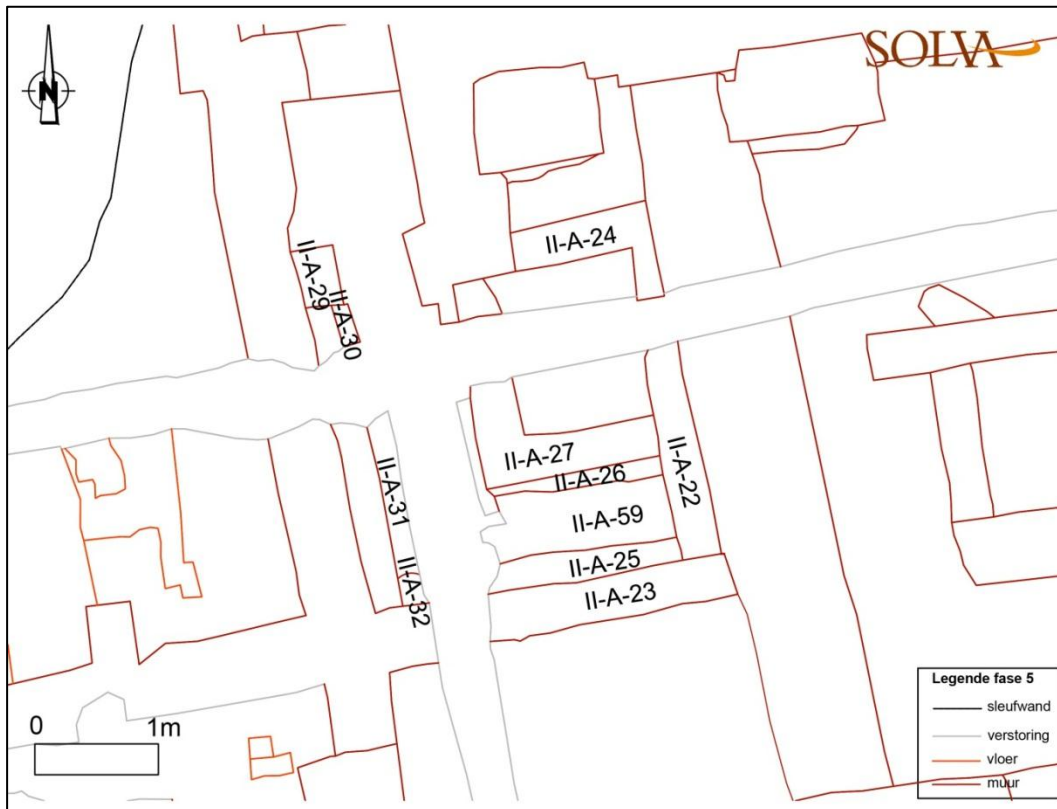 N
SOLVA
II-A-24
II-A-29
II-A-30
II-A-27
II-A-26
II-A-22
II-A-59
II-A-31
II-A-25
II-A-32
II-A-23
0 1m
Legende fase 5
sleufwand
verstoring
vloer
muur